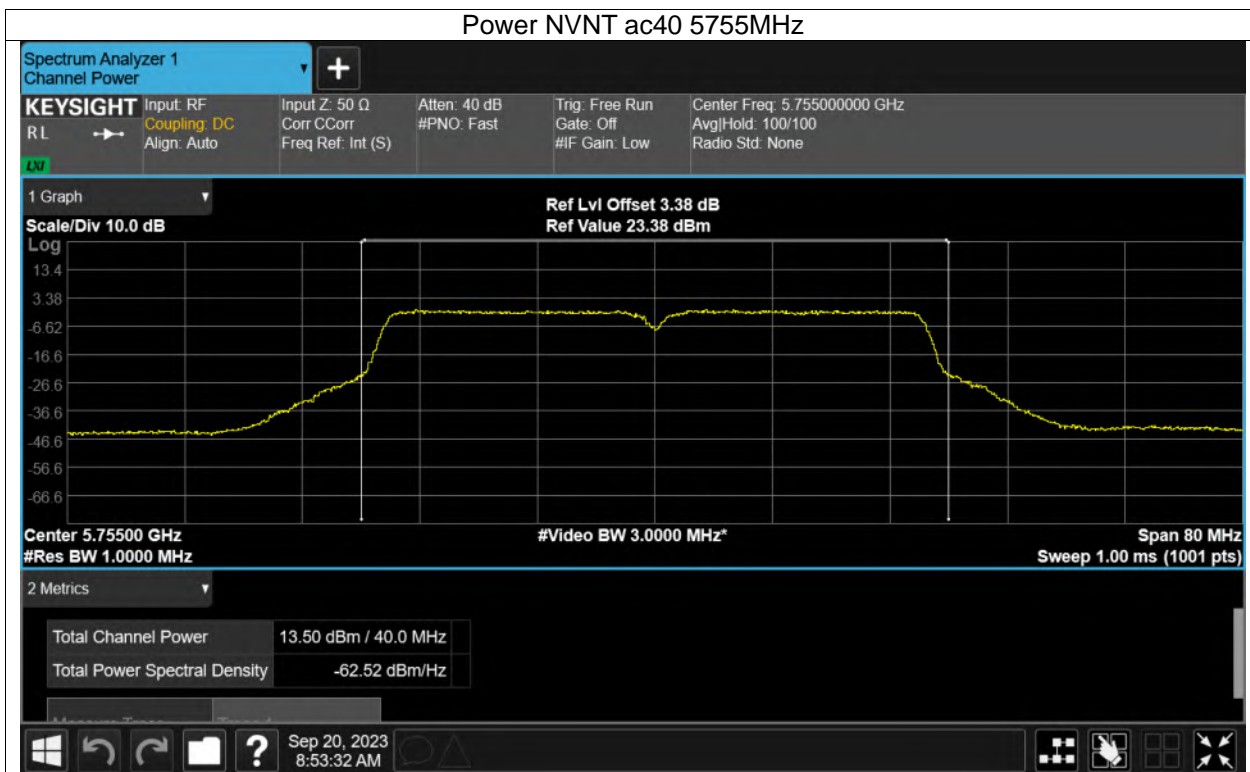 Power NVNT ac40 5755MHz
Spectrum Analyzer 1
Channel Power
KEYSIGHT
RL
LXI
Input: RF
Coupling: DC
Align: Auto
Input Z: 50 Ω
Corr CCorr
Freq Ref: Int (S)
Atten: 40 dB
#PNO: Fast
Trig: Free Run
Gate: Off
#IF Gain: Low
Center Freq: 5.755000000 GHz
Avg|Hold: 100/100
Radio Std: None
1 Graph
Scale/Div 10.0 dB
Ref Lvl Offset 3.38 dB
Ref Value 23.38 dBm
Log
13.4
3.38
-6.62
-16.6
-26.6
-36.6
-46.6
-56.6
-66.6
Center 5.75500 GHz
#Res BW 1.0000 MHz
#Video BW 3.0000 MHz*
Span 80 MHz
Sweep 1.00 ms (1001 pts)
2 Metrics
Total Channel Power 13.50 dBm / 40.0 MHz
Total Power Spectral Density -62.52 dBm/Hz
?
Sep 20, 2023
8:53:32 AM